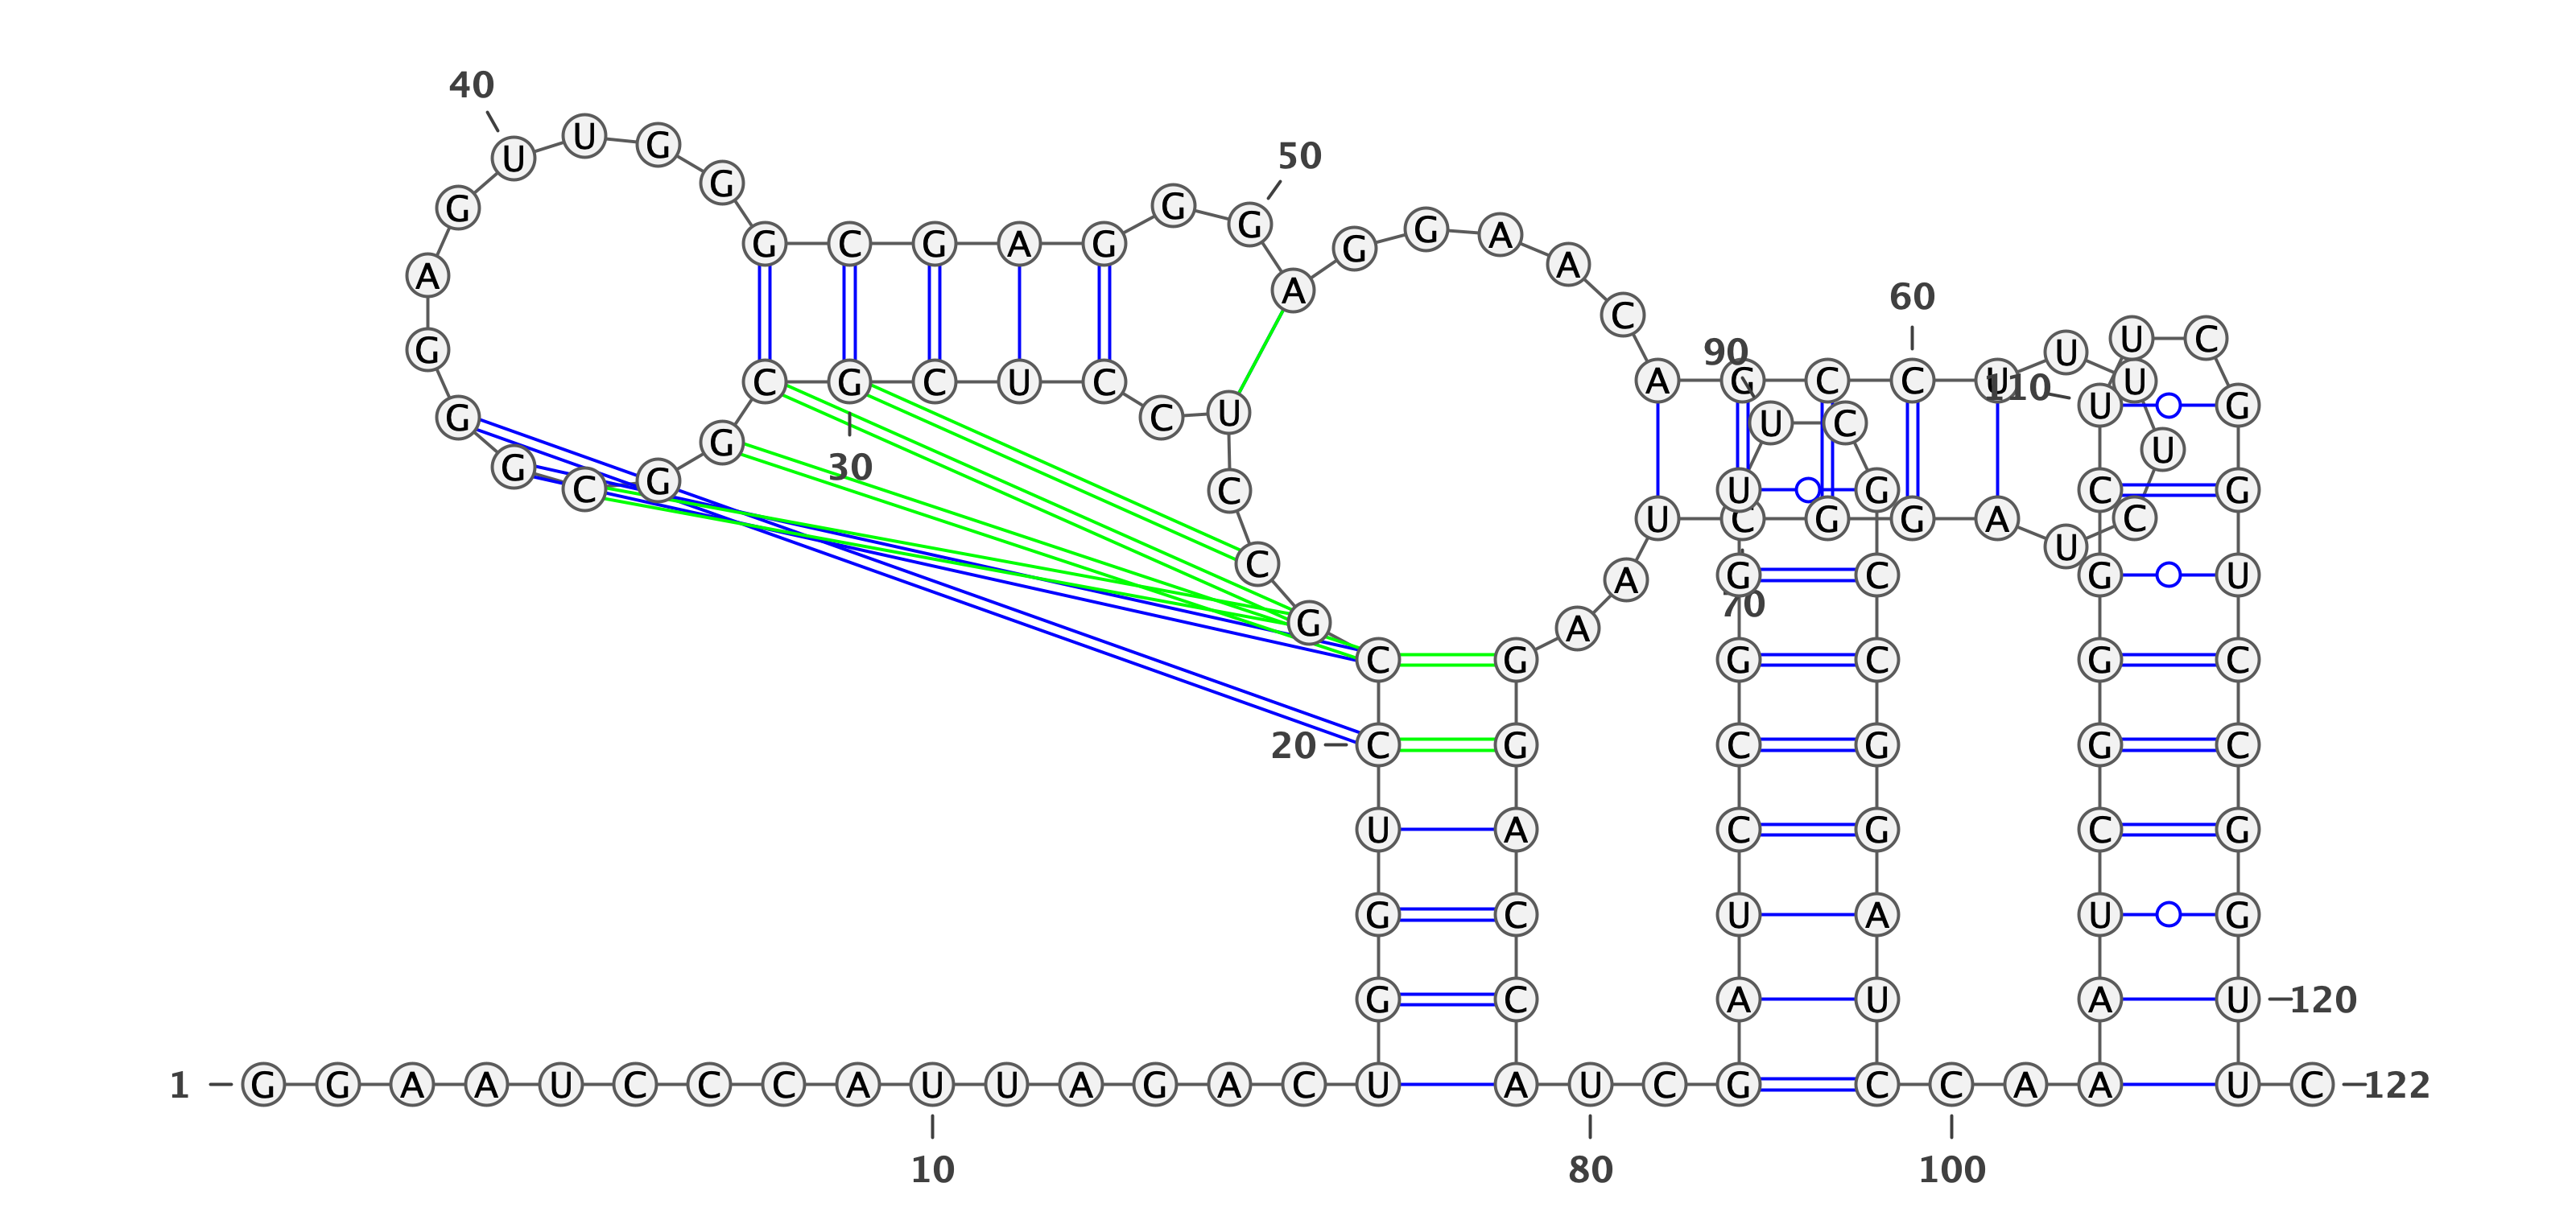 40
U U G
U
50
G
G G
G G A A
G
G C G A G
A
A
60
C
U C
G
90
U
C G C U C A G C C U U
110
U G
G C U U C
G
30
U
G C G C U G C G
U C G G A C
U
C
A
G C G U
70
G A
C G G C G C
20 C G C G G C
U A C G C G
G C U A U G
G C A U A U 120
1 G G A A U C C C A U U A G A C U A U C G C C A A U C 122
10 80 100